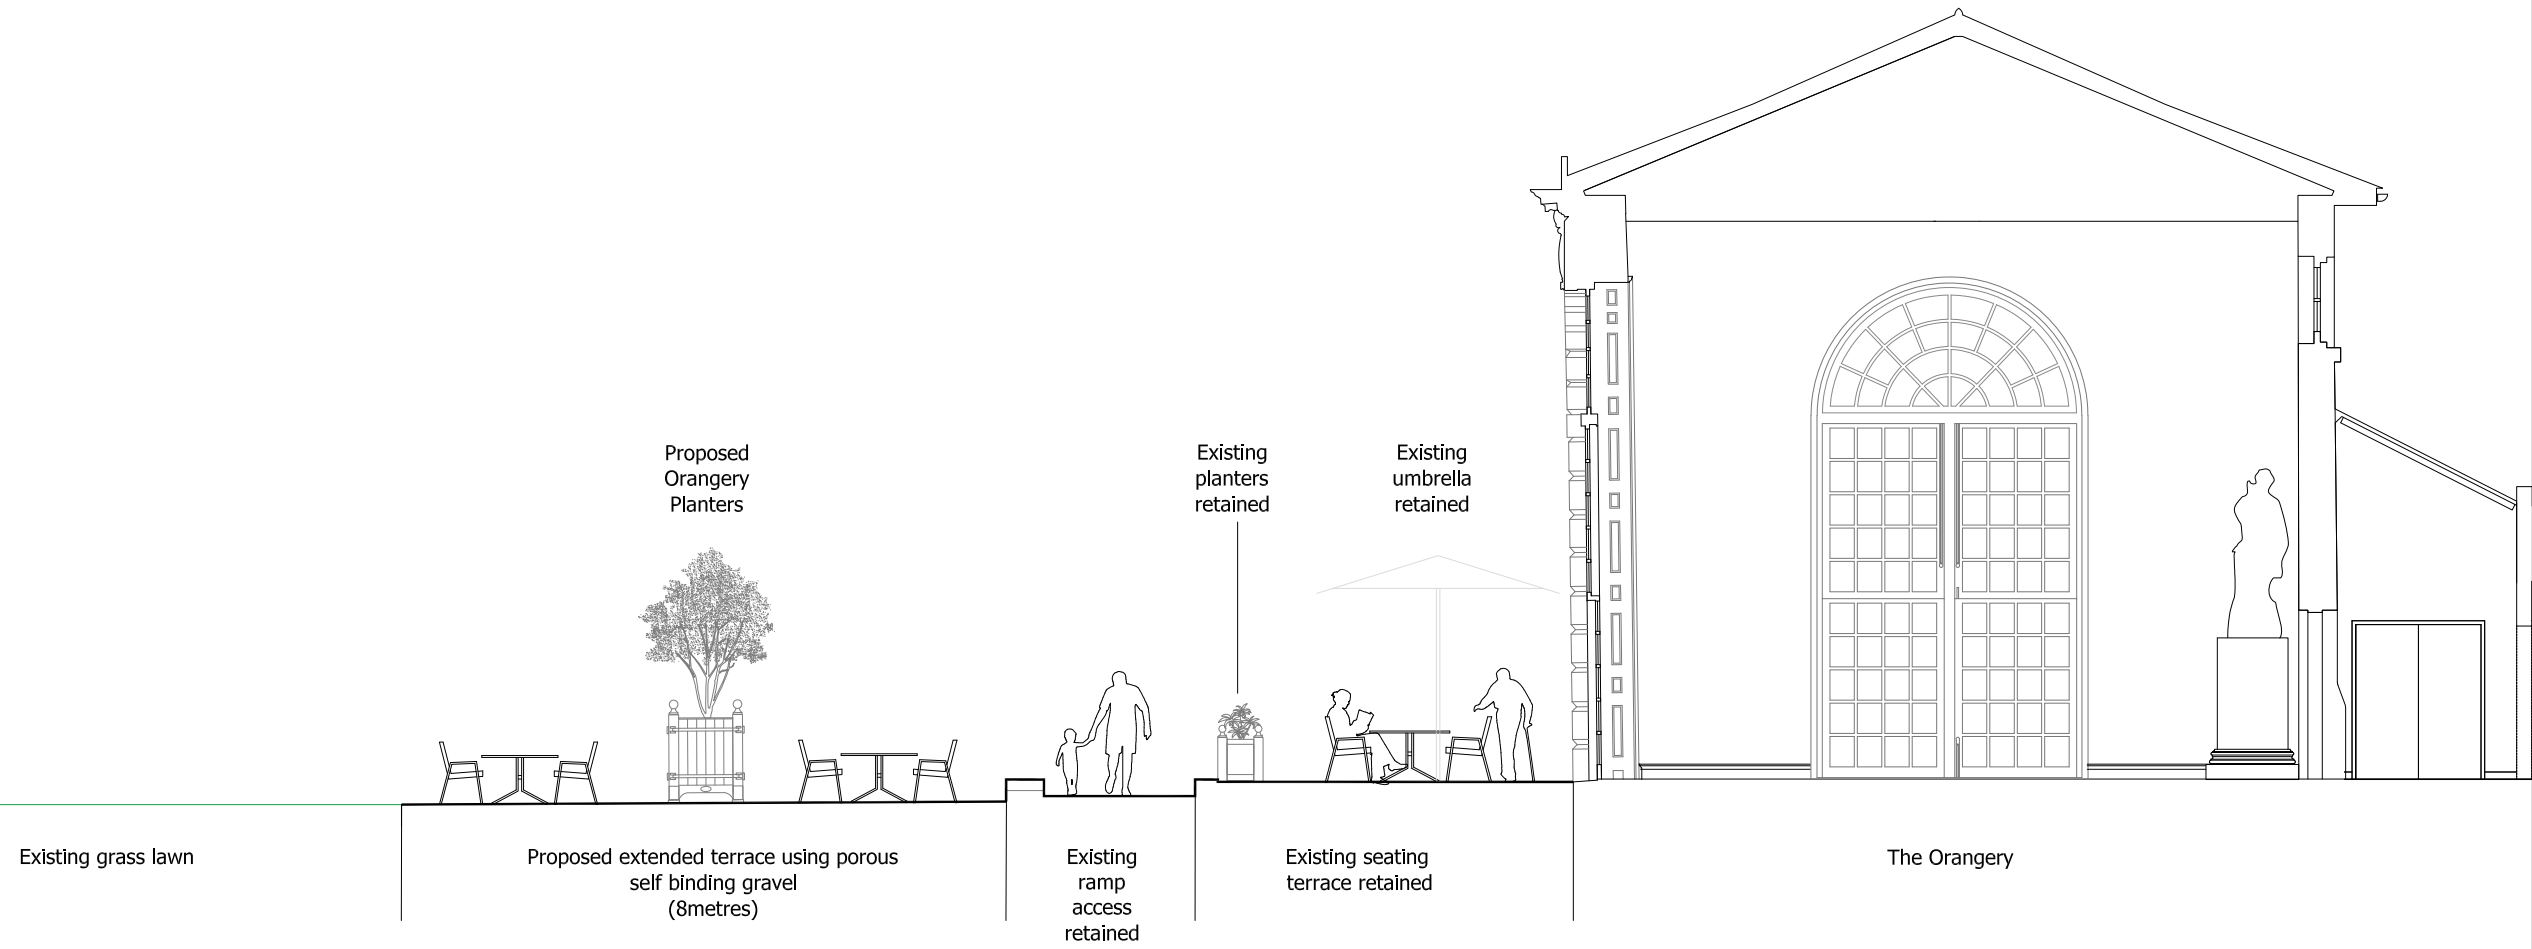 Proposed
Orangery
Planters
Existing
planters
retained
Existing
umbrella
retained
Existing grass lawn
Proposed extended terrace using porous
self binding gravel
(8metres)
Existing
ramp
access
retained
Existing seating
terrace retained
The Orangery